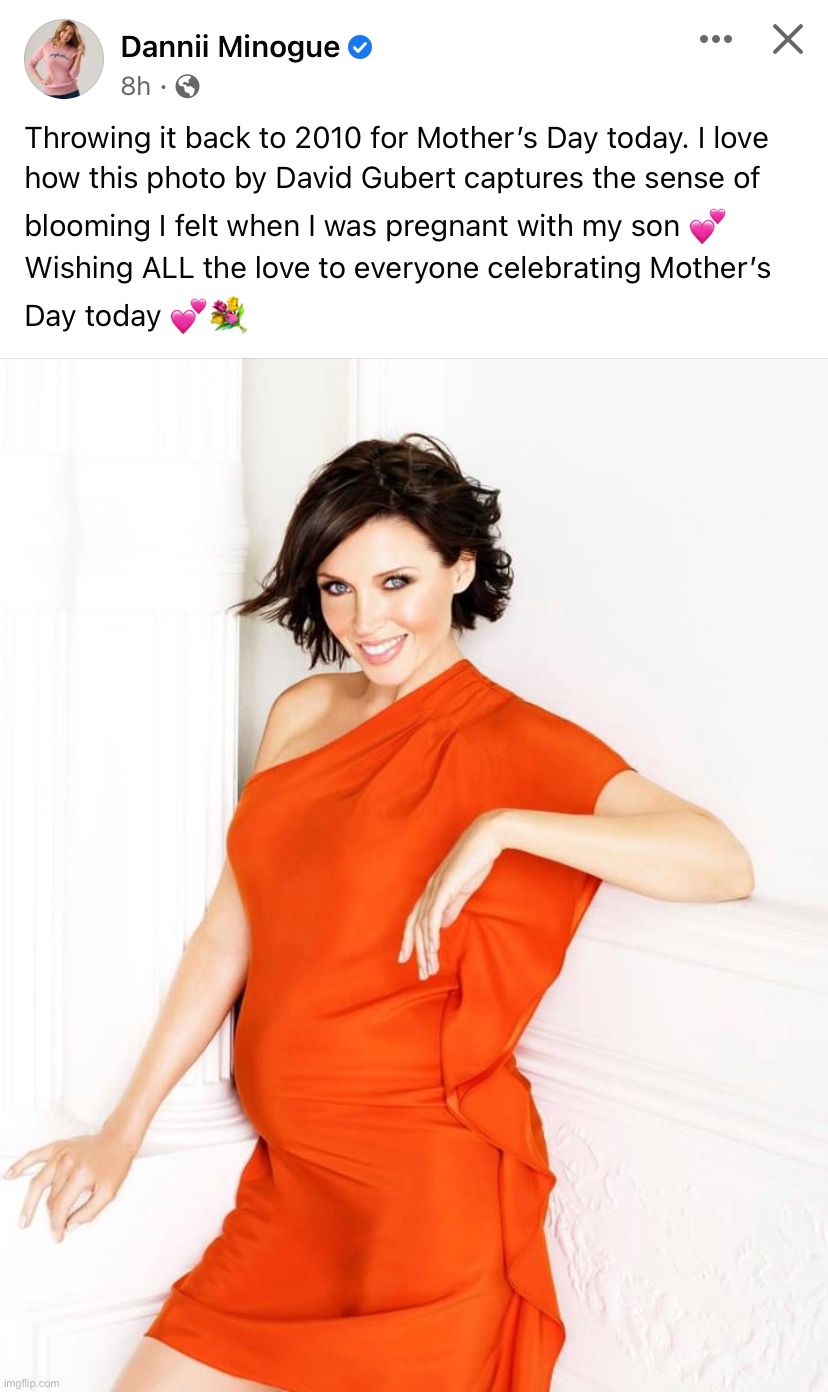 Dannii Minogue
8h ·
Throwing it back to 2010 for Mother’s Day today. I love
how this photo by David Gubert captures the sense of
blooming I felt when I was pregnant with my son 💕
Wishing ALL the love to everyone celebrating Mother’s
Day today 💕💐
imgflip.com